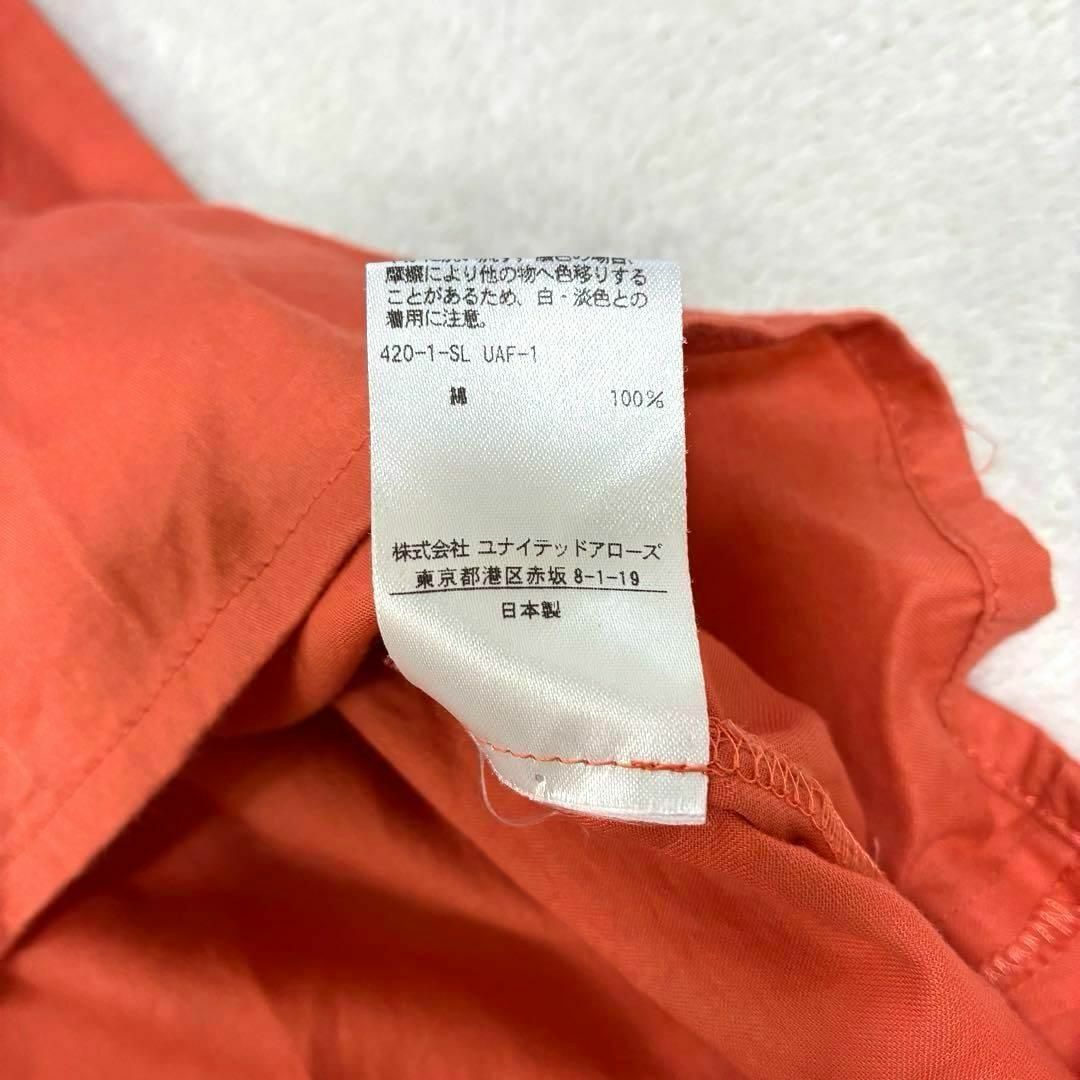 摩擦により他の物へ色移りする
ことがあるため、白・淡色との
着用に注意。
420-1-SL UAF-1
綿 100%
株式会社 ユナイテッドアローズ
東京都港区赤坂 8-1-19
日本製